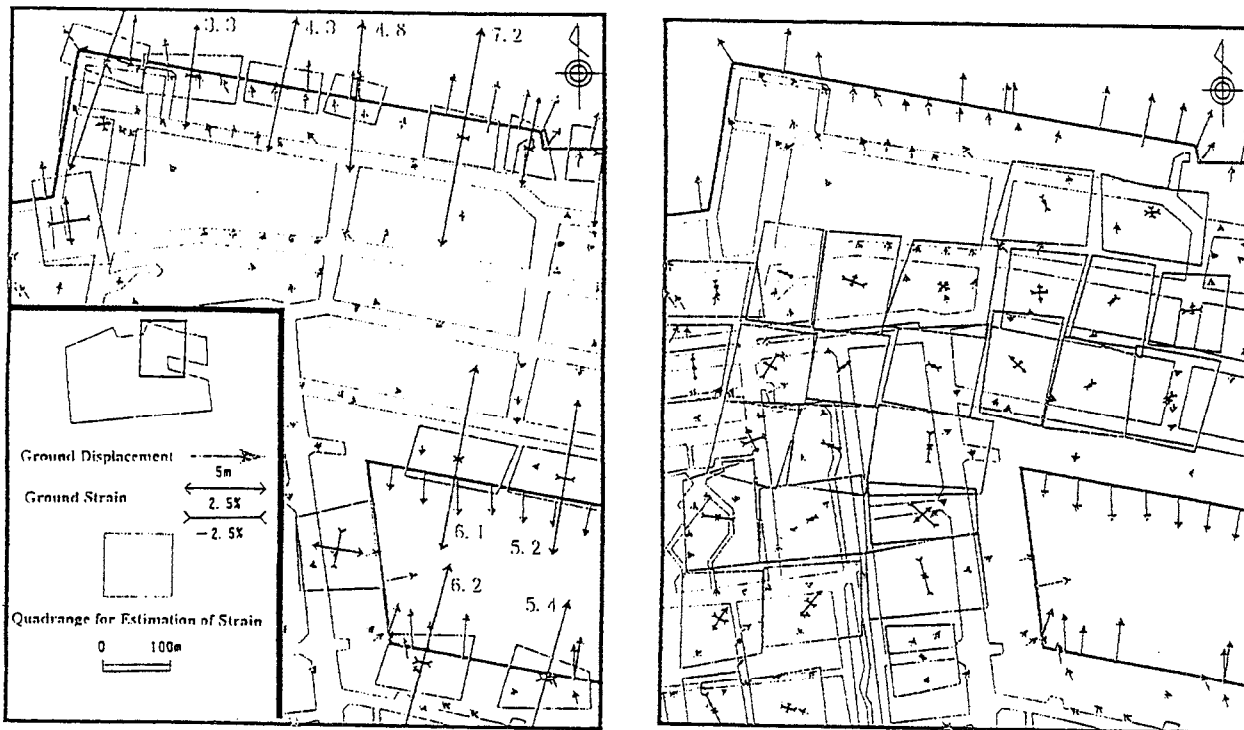 3.3
4.3
4.8
7.2
Ground Displacement
5m
Ground Strain
2.5%
-2.5%
Quadrange for Estimation of Strain
0 100m
6.1
5.2
6.2
5.4